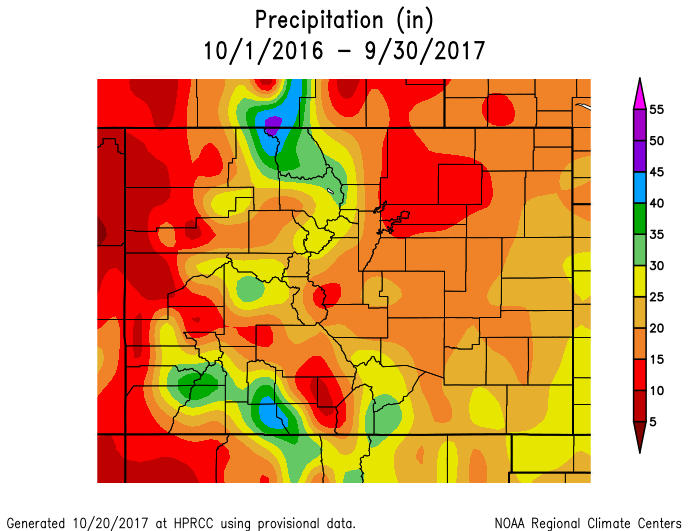 Precipitation (in)
10/1/2016 – 9/30/2017
55
50
45
40
35
30
25
20
15
10
5
Generated 10/20/2017 at HPRCC using provisional data.
NOAA Regional Climate Centers